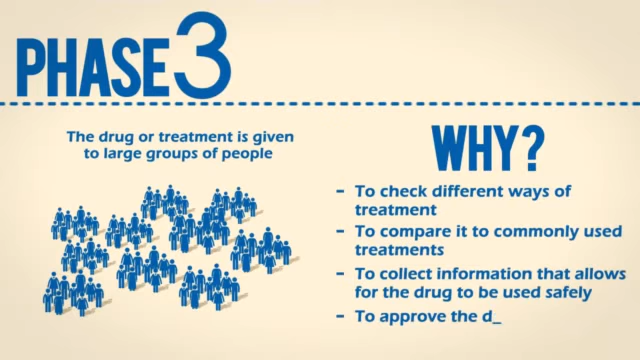 PHASE 3
The drug or treatment is given
to large groups of people
WHY?
- To check different ways of
treatment
- To compare it to commonly used
treatments
- To collect information that allows
for the drug to be used safely
- To approve the d_